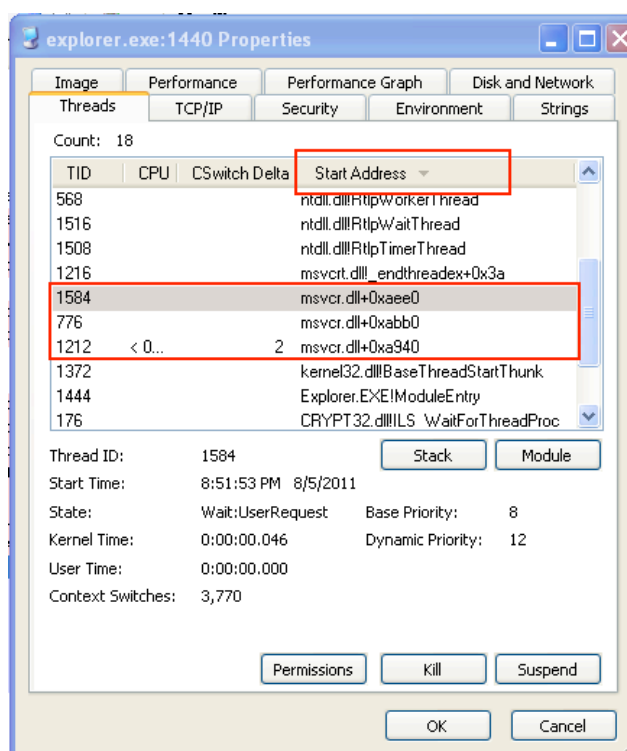 explorer.exe:1440 Properties
Image Performance Performance Graph Disk and Network
Threads TCP/IP Security Environment Strings
Count: 18
TID CPU CSwitch Delta Start Address
568 ntdll.dll!RtlpWorkerThread
1516 ntdll.dll!RtlpWaitThread
1508 ntdll.dll!RtlpTimerThread
1216 msvcrt.dll!_endthreadex+0x3a
1584 msvcr.dll+0xaee0
776 msvcr.dll+0xabb0
1212 < 0... 2 msvcr.dll+0xa940
1372 kernel32.dll!BaseThreadStartThunk
1444 Explorer.EXE!ModuleEntry
176 CRYPT32.dll!ILS_WaitForThreadProc
Thread ID: 1584 Stack Module
Start Time: 8:51:53 PM 8/5/2011
State: Wait:UserRequest Base Priority: 8
Kernel Time: 0:00:00.046 Dynamic Priority: 12
User Time: 0:00:00.000
Context Switches: 3,770
Permissions Kill Suspend
OK Cancel